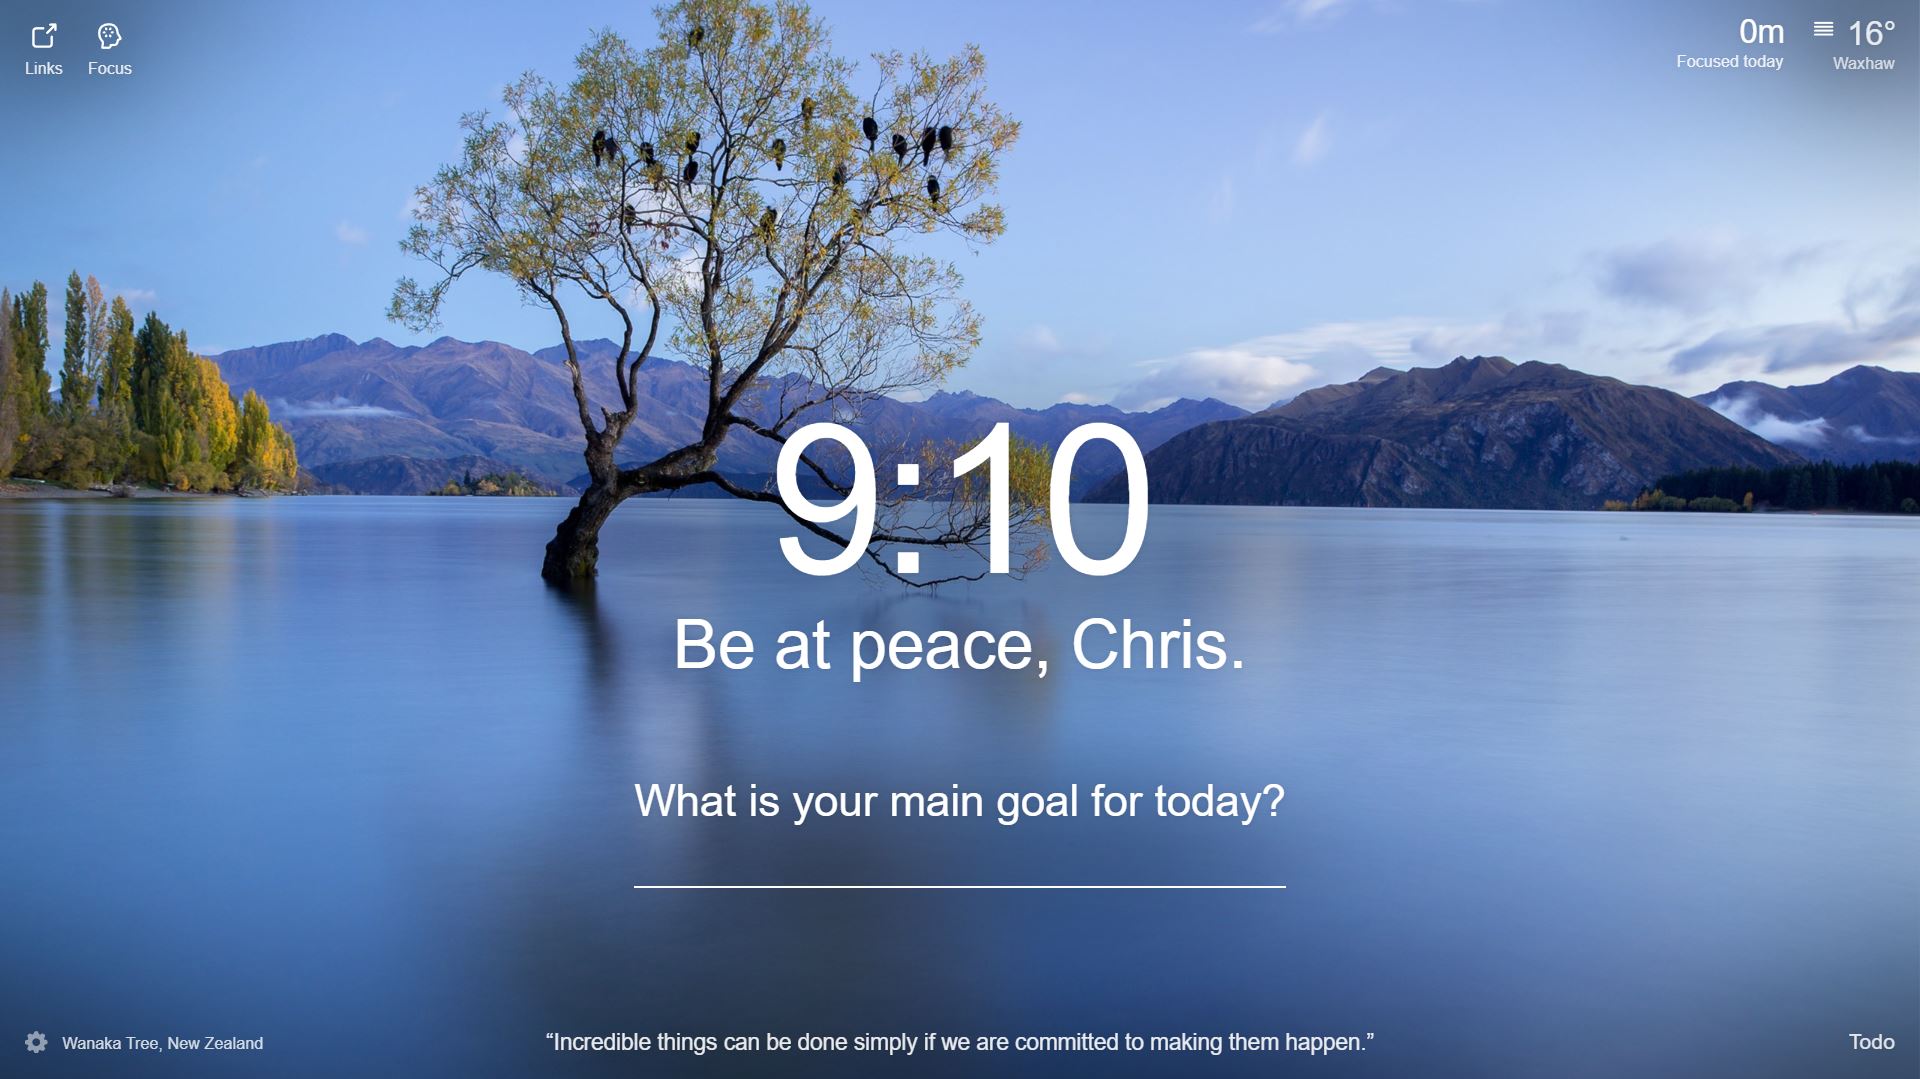 Links
Focus
0m
Focused today
16°
Waxhaw
9:10
Be at peace, Chris.
What is your main goal for today?
Wanaka Tree, New Zealand
“Incredible things can be done simply if we are committed to making them happen.”
Todo